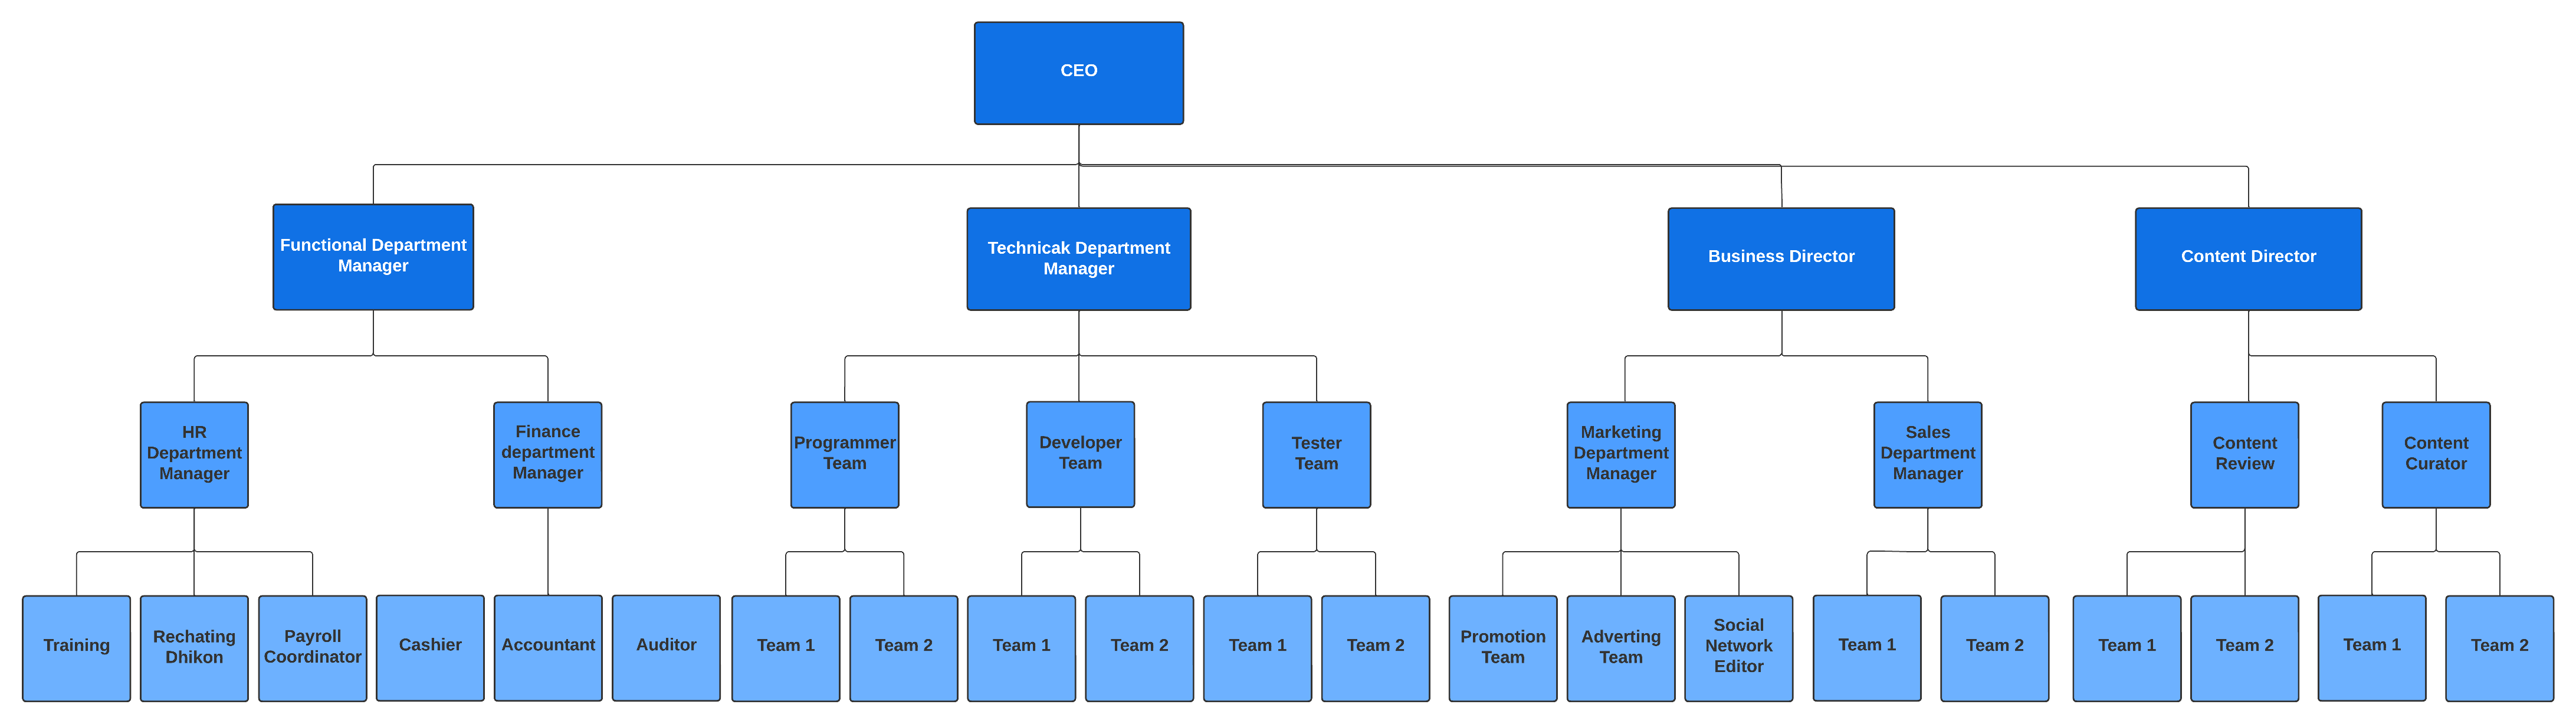 CEO
Functional Department
Manager
Technicak Department
Manager
Business Director
Content Director
HR
Department
Manager
Finance
department
Manager
Programmer
Team
Developer
Team
Tester
Team
Marketing
Department
Manager
Sales
Department
Manager
Content
Review
Content
Curator
Training
Rechating
Dhikon
Payroll
Coordinator
Cashier
Accountant
Auditor
Team 1
Team 2
Team 1
Team 2
Team 1
Team 2
Promotion
Team
Adverting
Team
Social
Network
Editor
Team 1
Team 2
Team 1
Team 2
Team 1
Team 2